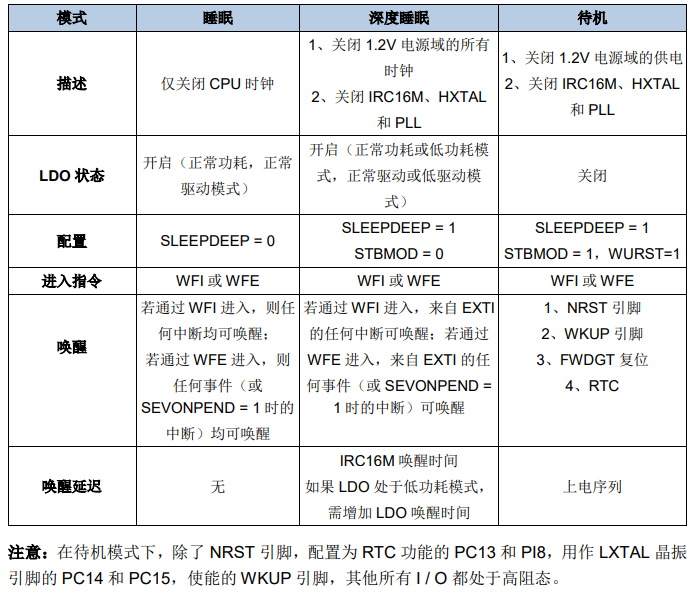 模式 睡眠 深度睡眠 待机
描述
仅关闭 CPU 时钟
1、关闭 1.2V 电源域的所有
时钟
2、关闭 IRC16M、HXTAL
和 PLL
1、关闭 1.2V 电源域的供电
2、关闭 IRC16M、HXTAL
和 PLL
LDO 状态
开启（正常功耗，正常
驱动模式）
开启（正常功耗或低功耗模
式，正常驱动或低驱动模
式）
关闭
配置
SLEEPDEEP = 0
SLEEPDEEP = 1
STBMOD = 0
SLEEPDEEP = 1
STBMOD = 1，WURST=1
进入指令 WFI 或 WFE WFI 或 WFE WFI 或 WFE
唤醒
若通过 WFI 进入，则任
何中断均可唤醒；
若通过 WFE 进入，则
任何事件（或
SEVONPEND = 1 时的
中断）均可唤醒
若通过 WFI 进入，来自 EXTI
的任何中断可唤醒；若通过
WFE 进入，来自 EXTI 的任
何事件（或 SEVONPEND =
1 时的中断）可唤醒
1、NRST 引脚
2、WKUP 引脚
3、FWDGT 复位
4、RTC
唤醒延迟
无
IRC16M 唤醒时间
如果 LDO 处于低功耗模式，
需增加 LDO 唤醒时间
上电序列
注意：在待机模式下，除了 NRST 引脚，配置为 RTC 功能的 PC13 和 PI8，用作 LXTAL 晶振
引脚的 PC14 和 PC15，使能的 WKUP 引脚，其他所有 I / O 都处于高阻态。